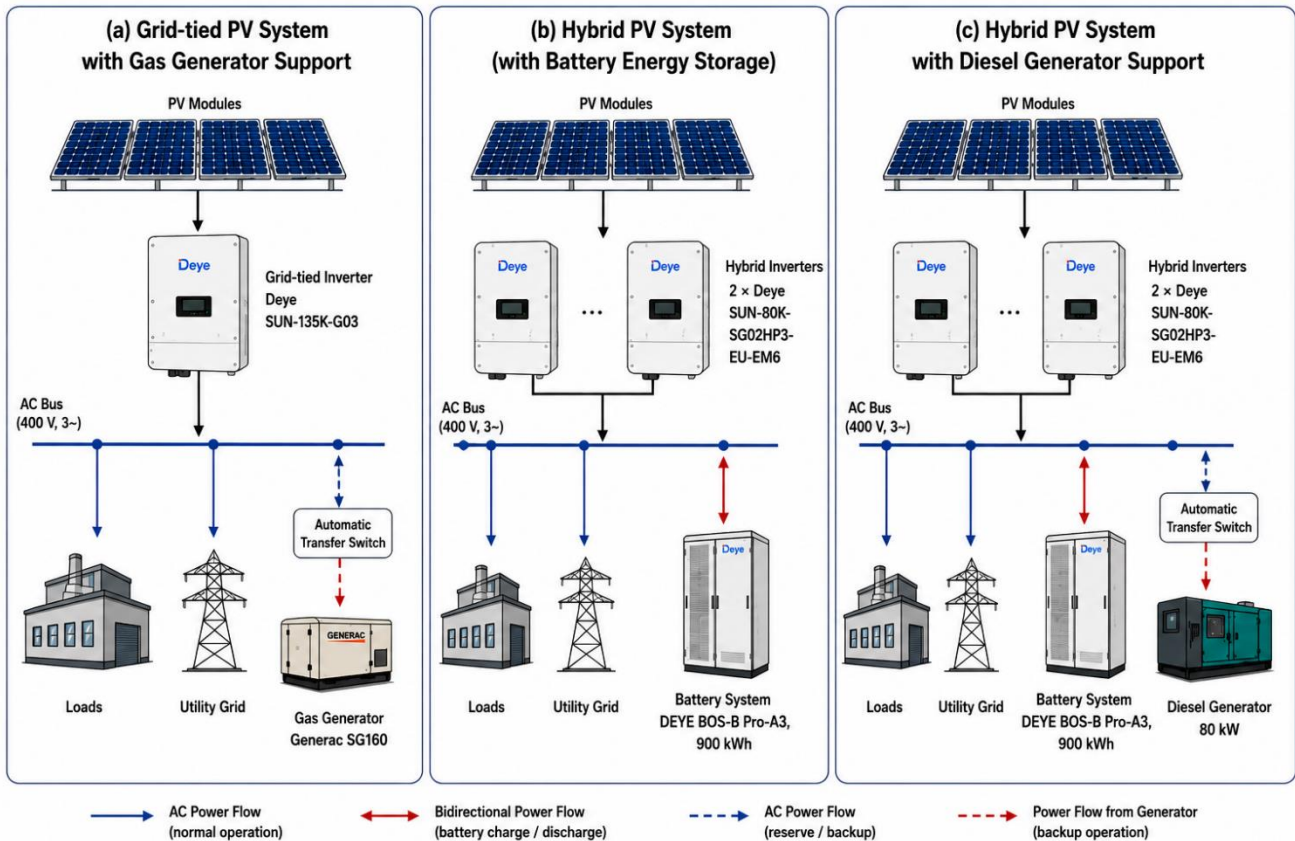 (a) Grid-tied PV System
with Gas Generator Support
PV Modules
Deye
Grid-tied Inverter
Deye
SUN-135K-G03
AC Bus
(400 V, 3~)
Automatic
Transfer Switch
GENERAC
Loads
Utility Grid
Gas Generator
Generac SG160
(b) Hybrid PV System
(with Battery Energy Storage)
PV Modules
Deye
...
Deye
Hybrid Inverters
2 × Deye
SUN-80K-
SG02HP3-
EU-EM6
AC Bus
(400 V, 3~)
Deye
Loads
Utility Grid
Battery System
DEYE BOS-B Pro-A3,
900 kWh
(c) Hybrid PV System
with Diesel Generator Support
PV Modules
Deye
...
Deye
Hybrid Inverters
2 × Deye
SUN-80K-
SG02HP3-
EU-EM6
AC Bus
(400 V, 3~)
Automatic
Transfer Switch
Deye
Loads
Utility Grid
Battery System
DEYE BOS-B Pro-A3,
900 kWh
Diesel Generator
80 kW
AC Power Flow
(normal operation)
Bidirectional Power Flow
(battery charge / discharge)
AC Power Flow
(reserve / backup)
Power Flow from Generator
(backup operation)